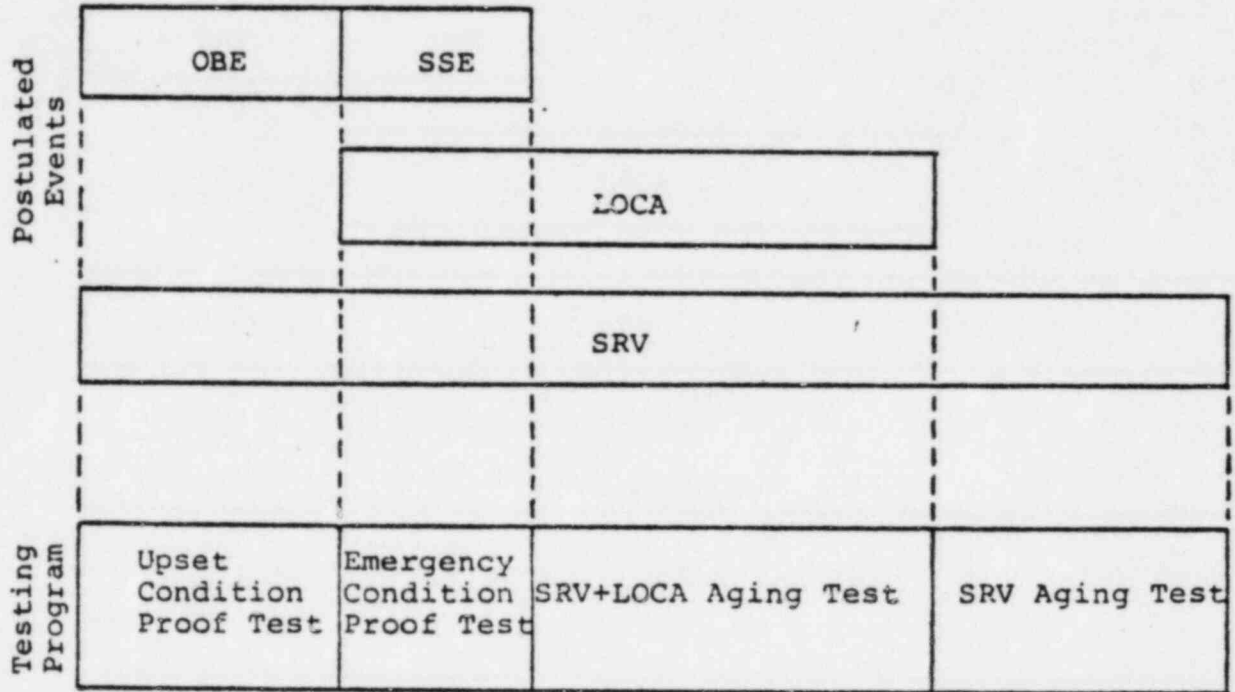 Postulated
Events
OBE
SSE
LOCA
SRV
Testing
Program
Upset
Condition
Proof Test
Emergency
Condition
Proof Test
SRV+LOCA Aging Test
SRV Aging Test